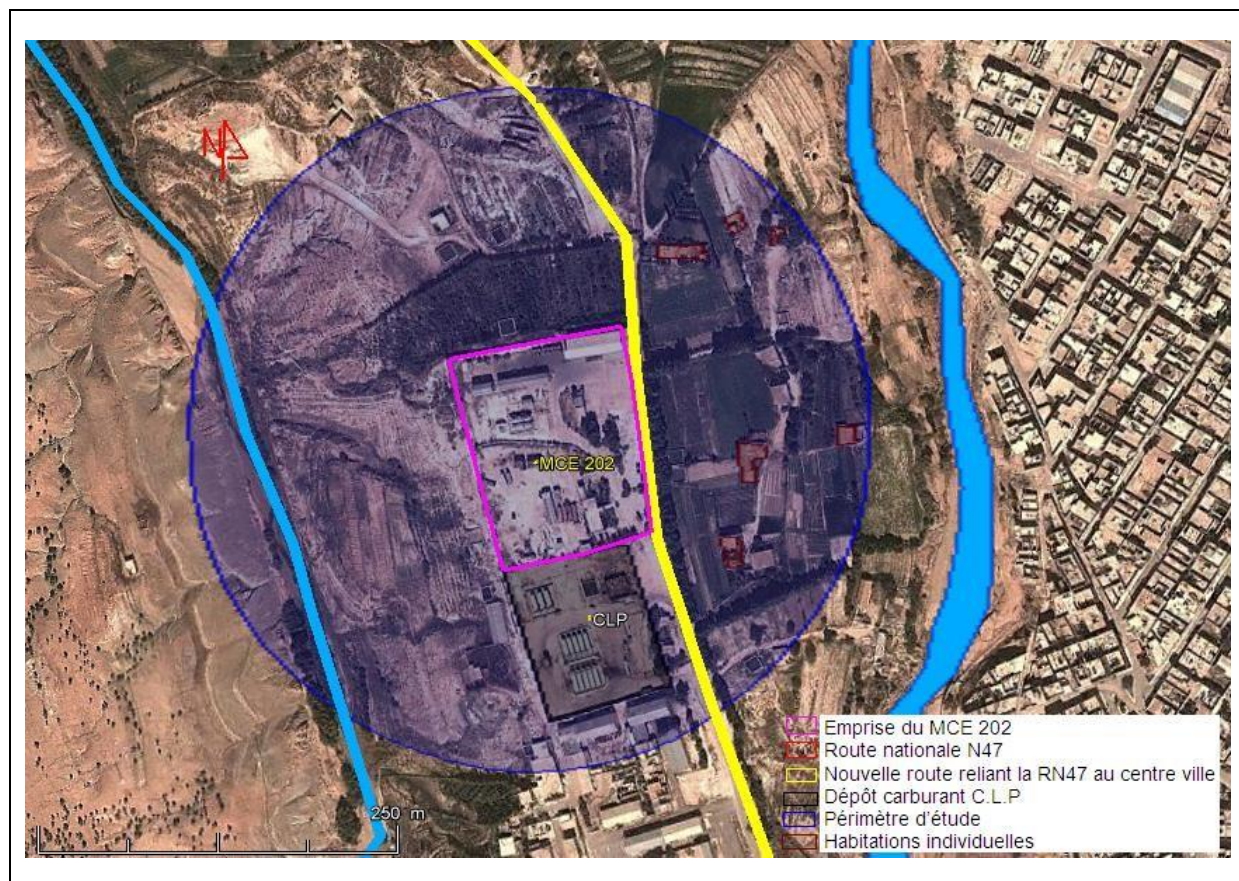 N
MCE 202
CLP
250 m
Emprise du MCE 202
Route nationale N47
Nouvelle route reliant la RN47 au centre ville
Dépôt carburant C.L.P
Périmètre d'étude
Habitations individuelles